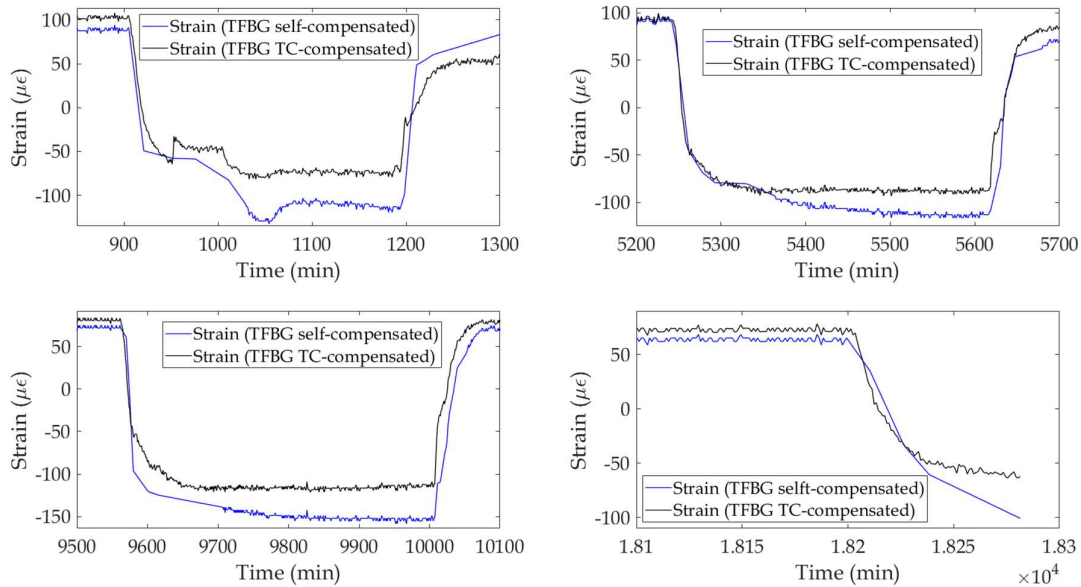 100
50
0
-50
-100
Strain (με)
Strain (TFBG self-compensated)
Strain (TFBG TC-compensated)
900 1000 1100 1200 1300
Time (min)
100
50
0
-50
-100
Strain (με)
Strain (TFBG self-compensated)
Strain (TFBG TC-compensated)
5200 5300 5400 5500 5600 5700
Time (min)
50
0
-50
-100
-150
Strain (με)
Strain (TFBG self-compensated)
Strain (TFBG TC-compensated)
9500 9600 9700 9800 9900 10000 10100
Time (min)
50
0
-50
-100
Strain (με)
Strain (TFBG selft-compensated)
Strain (TFBG TC-compensated)
1.81 1.815 1.82 1.825 1.83
Time (min)
×10⁴